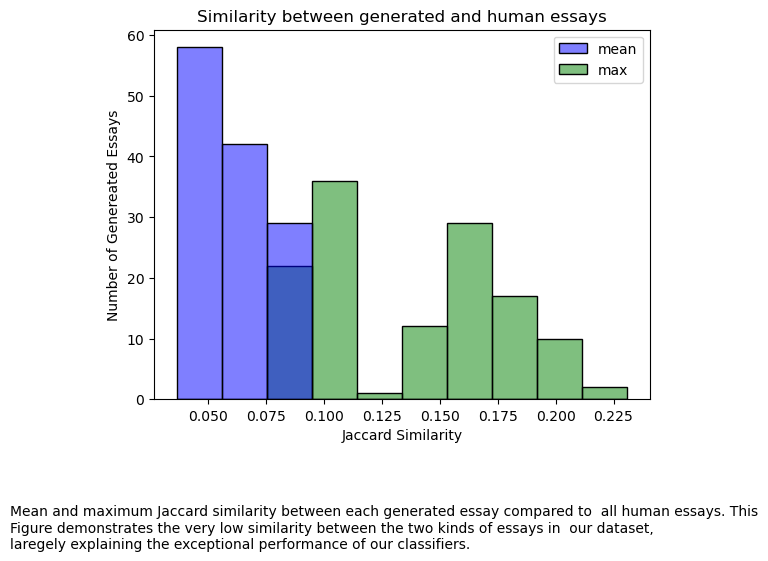 Similarity between generated and human essays
60
50
40
30
20
10
0
Number of Genereated Essays
mean
max
0.050 0.075 0.100 0.125 0.150 0.175 0.200 0.225
Jaccard Similarity
Mean and maximum Jaccard similarity between each generated essay compared to  all human essays. This
Figure demonstrates the very low similarity between the two kinds of essays in  our dataset,
laregely explaining the exceptional performance of our classifiers.